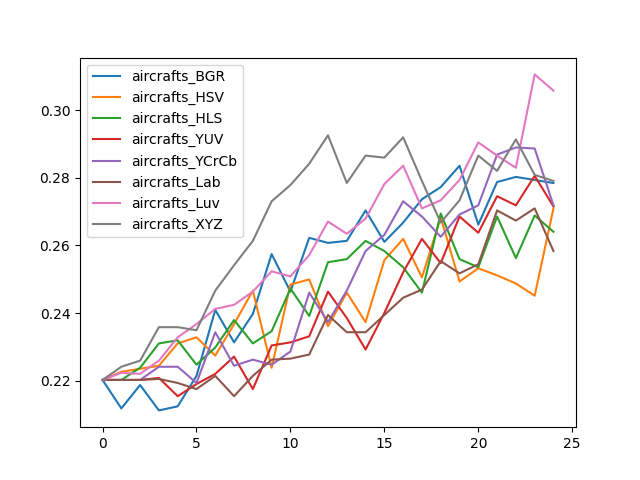 aircrafts_BGR
aircrafts_HSV
aircrafts_HLS
aircrafts_YUV
aircrafts_YCrCb
aircrafts_Lab
aircrafts_Luv
aircrafts_XYZ
0.30
0.28
0.26
0.24
0.22
0 5 10 15 20 25